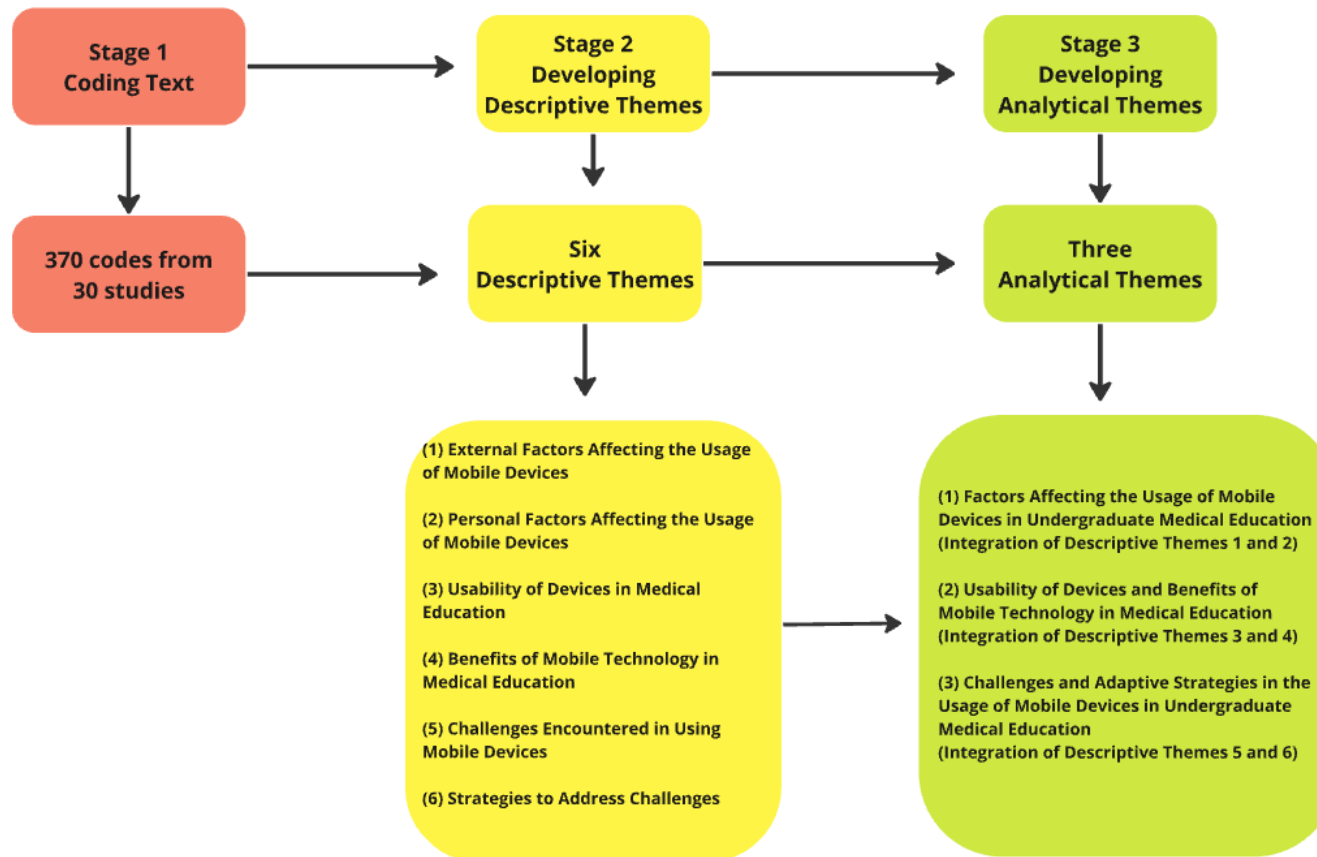 Stage 1
Coding Text
Stage 2
Developing
Descriptive Themes
Stage 3
Developing
Analytical Themes
370 codes from
30 studies
Six
Descriptive Themes
Three
Analytical Themes
(1) External Factors Affecting the Usage
of Mobile Devices
(2) Personal Factors Affecting the Usage
of Mobile Devices
(3) Usability of Devices in Medical
Education
(4) Benefits of Mobile Technology in
Medical Education
(5) Challenges Encountered in Using
Mobile Devices
(6) Strategies to Address Challenges
(1) Factors Affecting the Usage of Mobile
Devices in Undergraduate Medical Education
(Integration of Descriptive Themes 1 and 2)
(2) Usability of Devices and Benefits of
Mobile Technology in Medical Education
(Integration of Descriptive Themes 3 and 4)
(3) Challenges and Adaptive Strategies in the
Usage of Mobile Devices in Undergraduate
Medical Education
(Integration of Descriptive Themes 5 and 6)